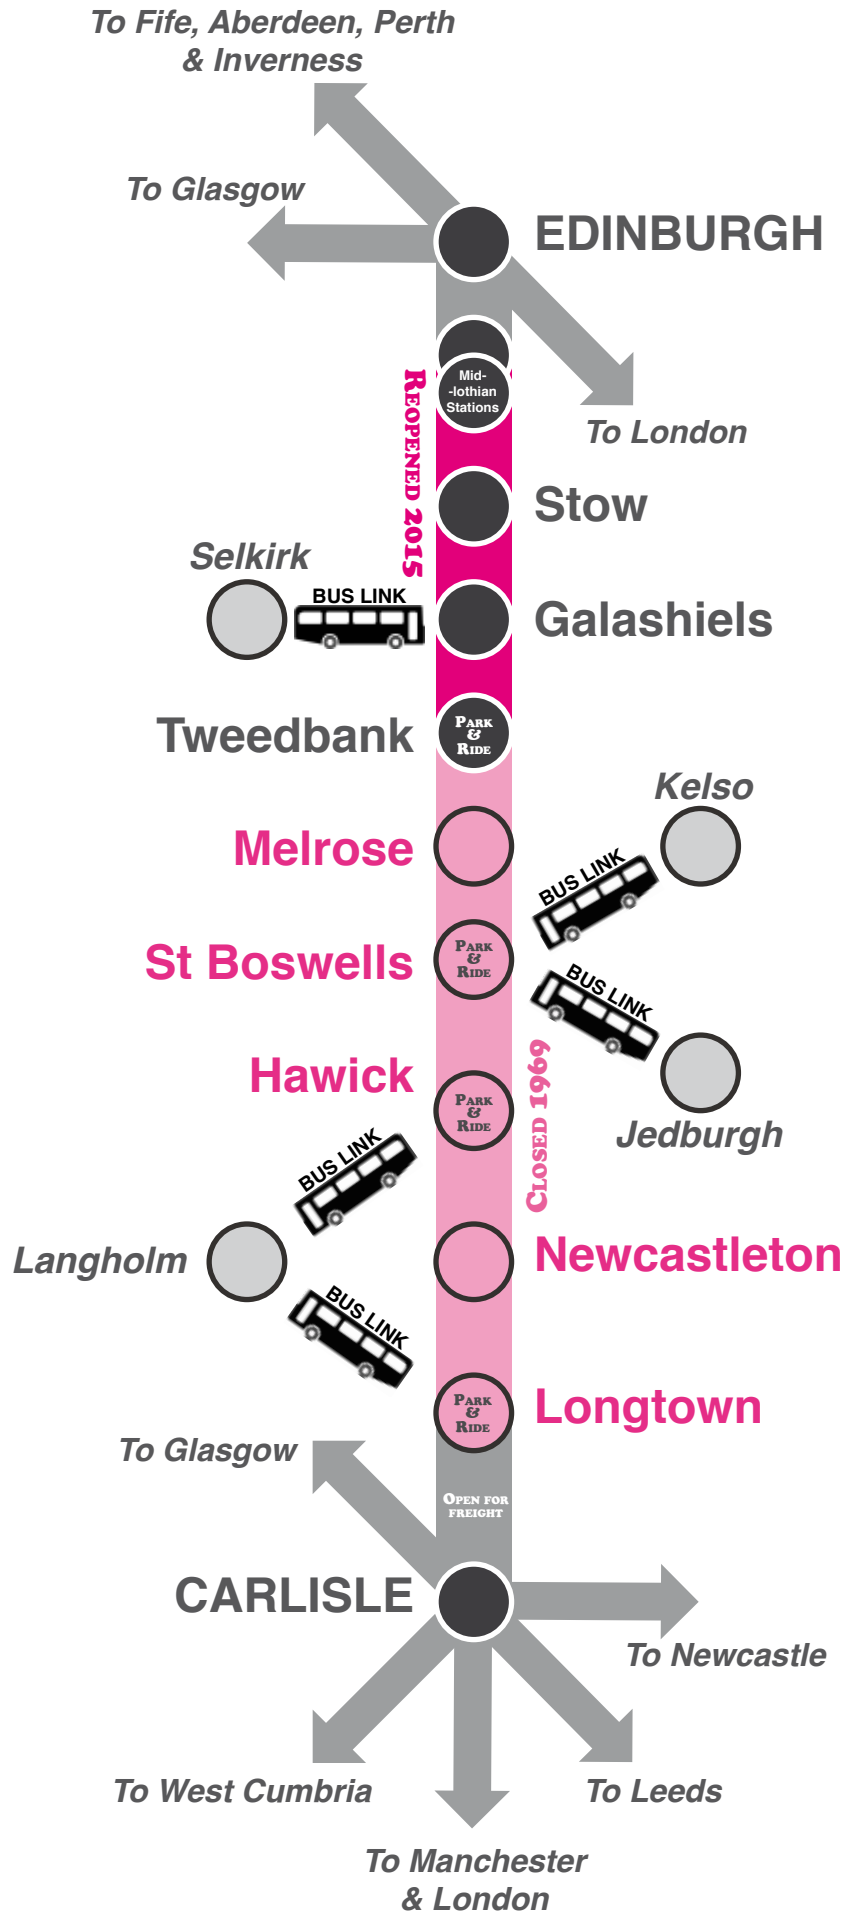 To Fife, Aberdeen, Perth
& Inverness
To Glasgow
EDINBURGH
Mid-
-lothian
Stations
To London
Reopened 2015
Stow
Selkirk
BUS LINK
Galashiels
Tweedbank
Park
&
Ride
Kelso
Melrose
BUS LINK
St Boswells
Park
&
Ride
BUS LINK
Hawick
Park
&
Ride
Closed 1969
Jedburgh
BUS LINK
Langholm
Newcastleton
BUS LINK
Longtown
Park
&
Ride
To Glasgow
Open for
freight
CARLISLE
To Newcastle
To West Cumbria
To Leeds
To Manchester
& London